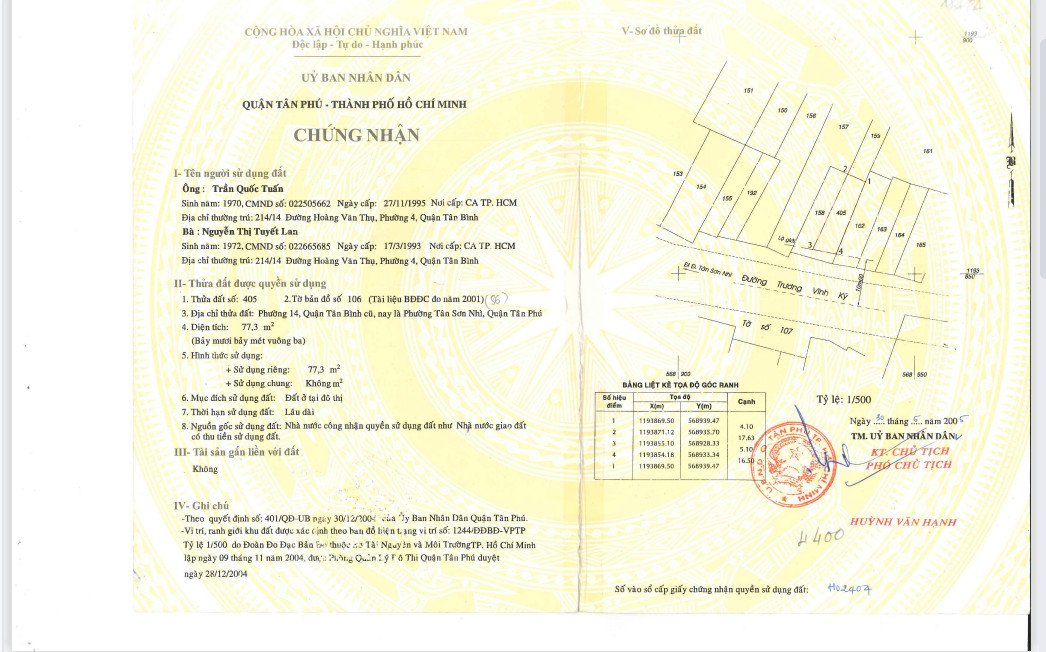 CỘNG HÒA XÃ HỘI CHỦ NGHĨA VIỆT NAM
Độc lập - Tự do - Hạnh phúc
UỶ BAN NHÂN DÂN
QUẬN TÂN PHÚ - THÀNH PHỐ HỒ CHÍ MINH
CHỨNG NHẬN
I- Tên người sử dụng đất
Ông : Trần Quốc Tuấn
Sinh năm: 1970, CMND số: 022505662 Ngày cấp: 27/11/1995 Nơi cấp: CA TP. HCM
Địa chỉ thường trú: 214/14 Đường Hoàng Văn Thụ, Phường 4, Quận Tân Bình
Bà : Nguyễn Thị Tuyết Lan
Sinh năm: 1972, CMND số: 022665685 Ngày cấp: 17/3/1993 Nơi cấp: CA TP. HCM
Địa chỉ thường trú: 214/14 Đường Hoàng Văn Thụ, Phường 4, Quận Tân Bình
II- Thửa đất được quyền sử dụng
1. Thửa đất số: 405 2.Tờ bản đồ số 106 (Tài liệu BĐĐC đo năm 2001) (86)
3. Địa chỉ thửa đất: Phường 14, Quận Tân Bình cũ, nay là Phường Tân Sơn Nhì, Quận Tân Phú
4. Diện tích: 77,3 m²
(Bảy mươi bảy mét vuông ba)
5. Hình thức sử dụng:
+ Sử dụng riêng: 77,3 m²
+ Sử dụng chung: Không m²
6. Mục đích sử dụng đất: Đất ở tại đô thị
7. Thời hạn sử dụng đất: Lâu dài
8. Nguồn gốc sử dụng đất: Nhà nước công nhận quyền sử dụng đất như Nhà nước giao đất
có thu tiền sử dụng đất.
III- Tài sản gắn liền với đất
Không
IV- Ghi chú
-Theo quyết định số: 401/QĐ-UB ngày 30/12/2004 của Ủy Ban Nhân Dân Quận Tân Phú.
-Vị trí, ranh giới khu đất được xác định theo bản đồ hiện trạng vị trí số: 1244/ĐĐBĐ-VPTP
Tỷ lệ 1/500 do Đoàn Đo Đạc Bản Đồ thuộc Sở Tài Nguyên và Môi TrườngTP. Hồ Chí Minh
lập ngày 09 tháng 11 năm 2004, được Phòng Quản Lý Đô Thị Quận Tân Phú duyệt
ngày 28/12/2004
V- Sơ đồ thửa đất
1193
900
151
150
156
157
159
161
153
154
155
192
2
1
158
405
162
163
164
165
Lộ giới
3
4
Đi Đ. Tân Sơn Nhì
Đường Trương Vĩnh Ký
10m00
1193
850
Tờ số 107
568 900
568 950
BẢNG LIỆT KÊ TỌA ĐỘ GÓC RANH
Số hiệu điểm Tọa độ Cạnh
X(m) Y(m)
1 1193869.50 568939.47
4.10
2 1193871.12 568935.70
17.63
3 1193855.10 568928.33
5.10
4 1193854.18 568933.34
16.50
1 1193869.50 568939.47
Tỷ lệ: 1/500
Ngày 30 tháng 5 năm 2005
TM. UỶ BAN NHÂN DÂN
KT. CHỦ TỊCH
PHÓ CHỦ TỊCH
U.B.N.D Q.TÂN PHÚ TP. HỒ CHÍ MINH
HUỲNH VĂN HẠNH
4400
Số vào sổ cấp giấy chứng nhận quyền sử dụng đất: H02404